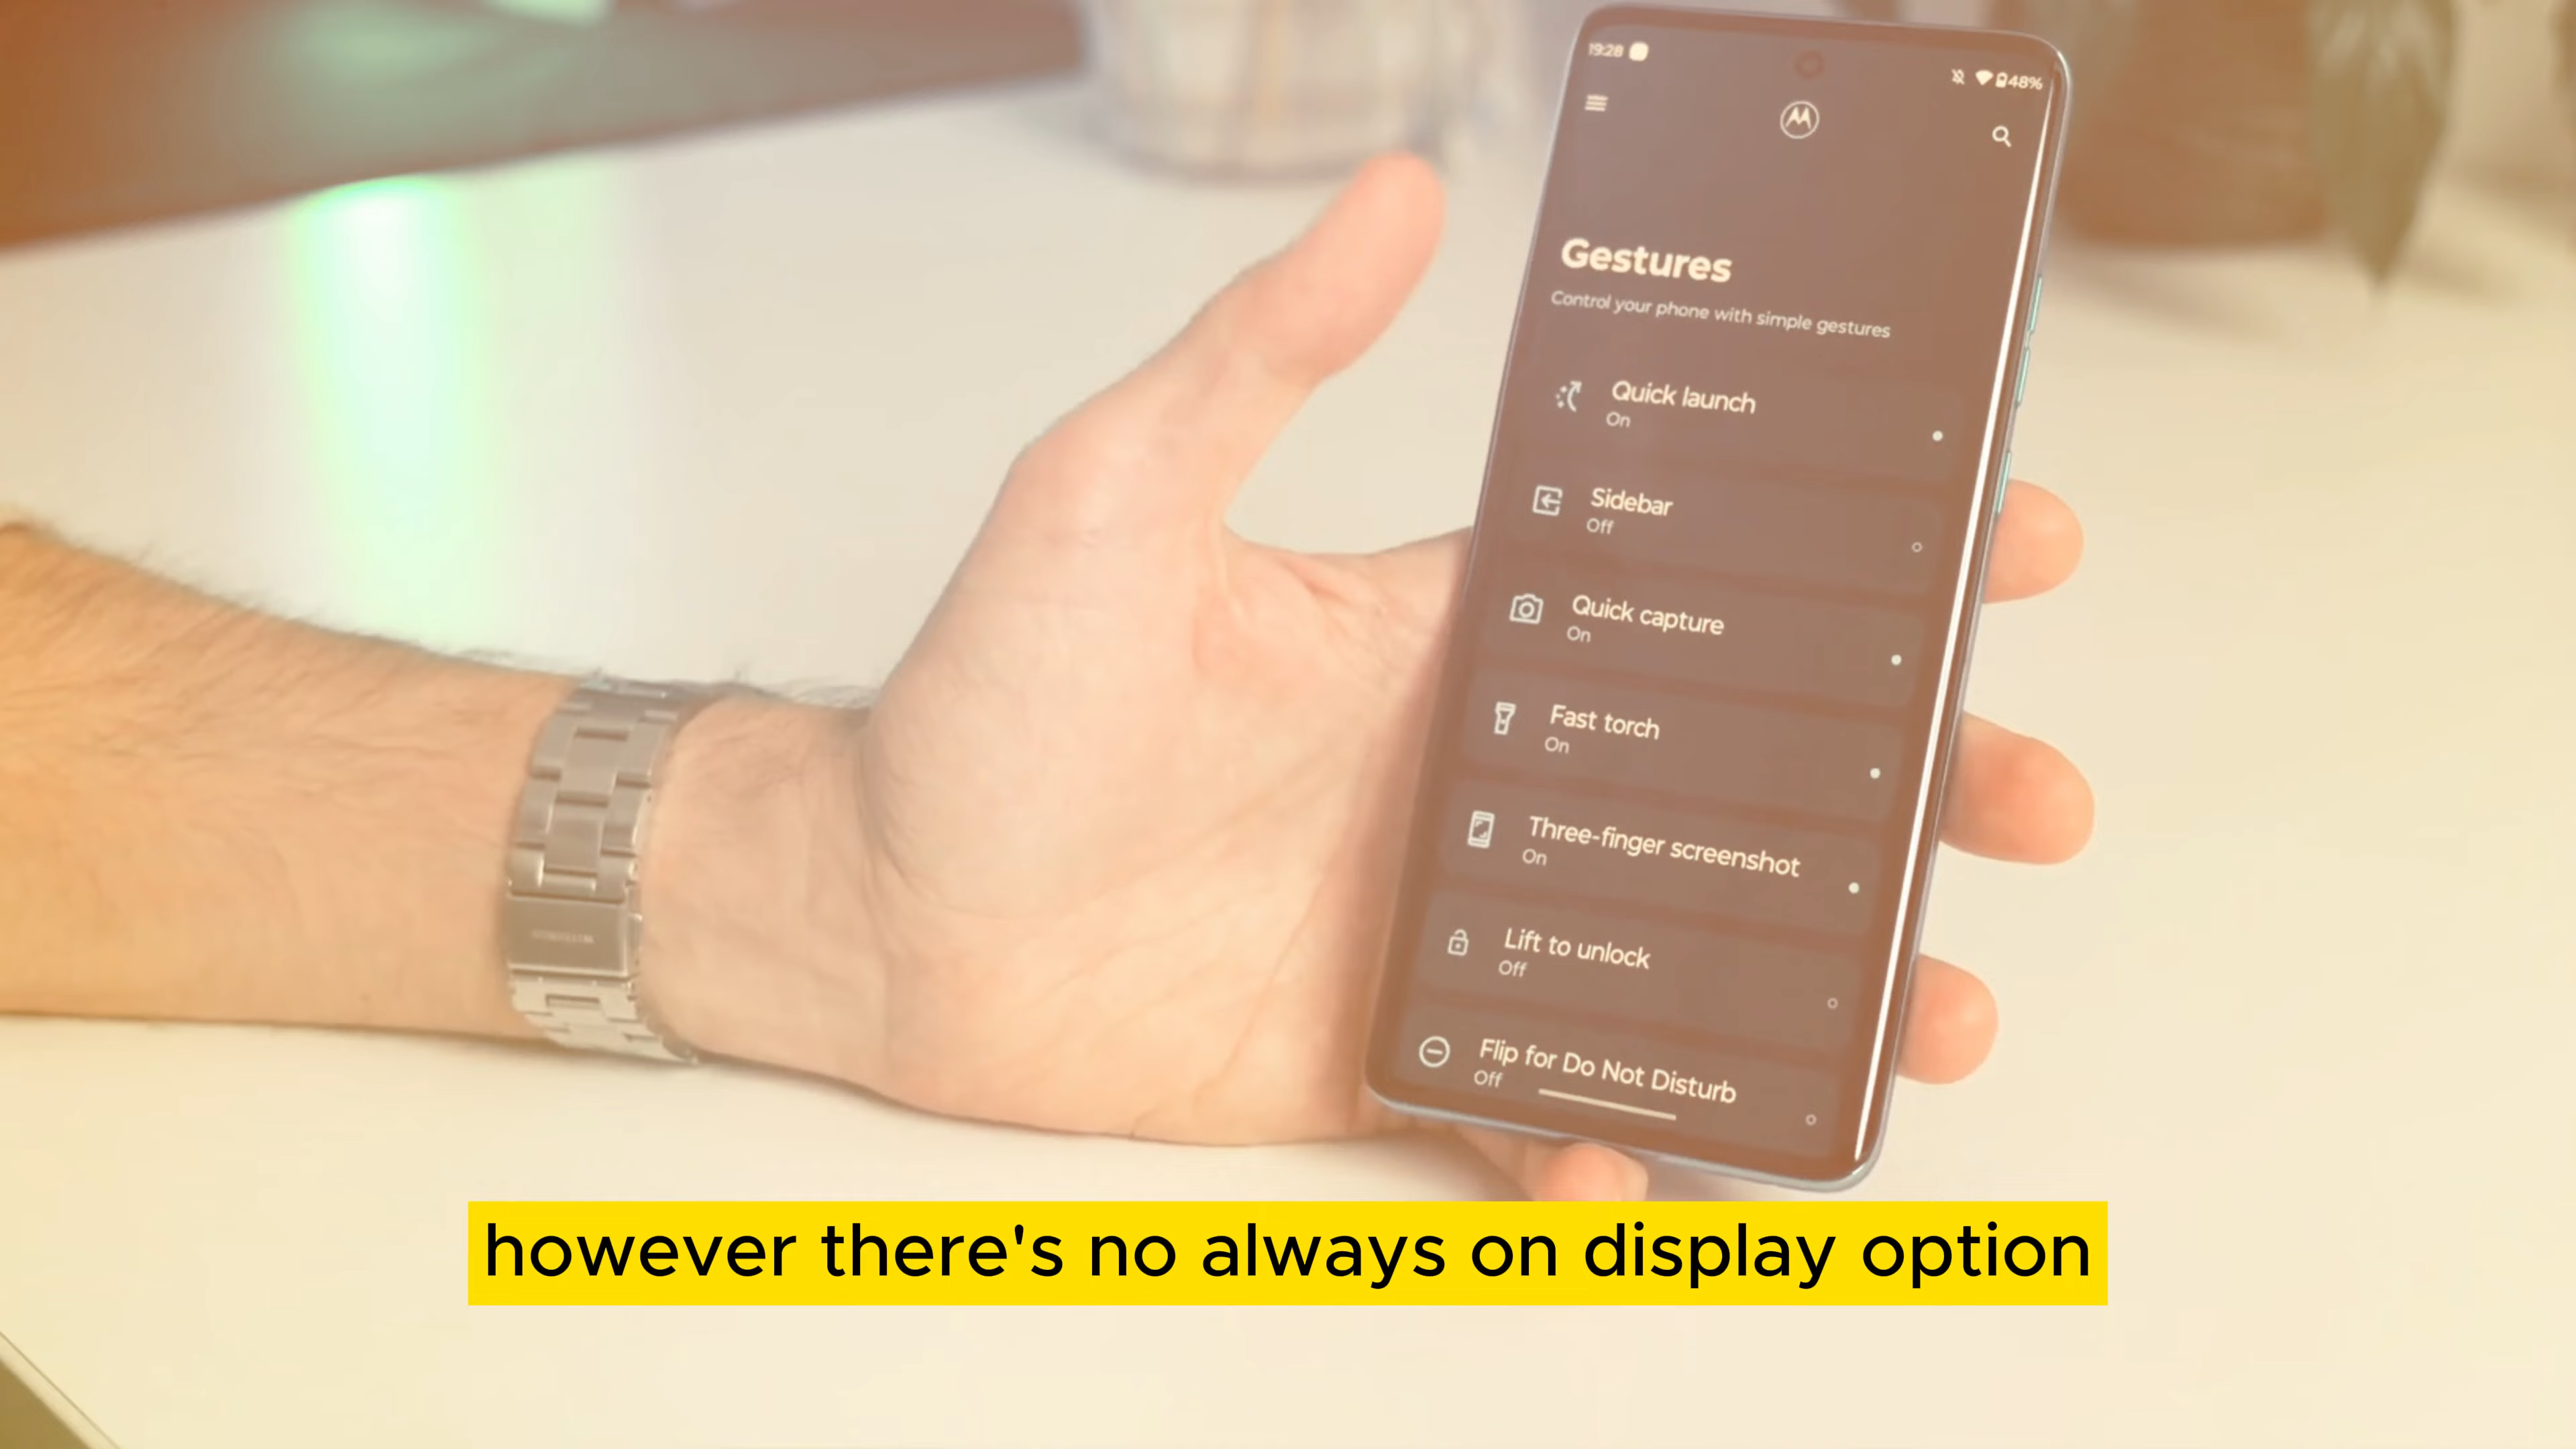 19:28
48%
Gestures
Control your phone with simple gestures
Quick launch
On
Sidebar
Off
Quick capture
On
Fast torch
On
Three-finger screenshot
On
Lift to unlock
Off
Flip for Do Not Disturb
Off
however there's no always on display option